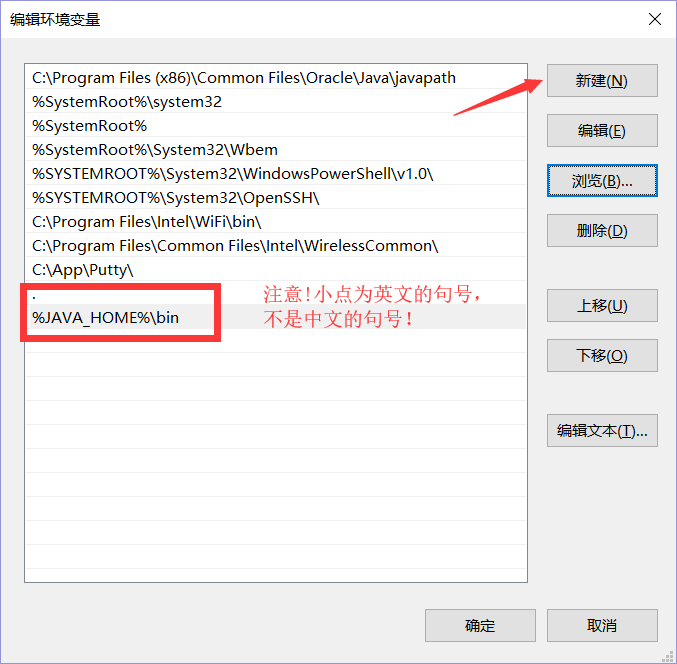 编辑环境变量
C:\Program Files (x86)\Common Files\Oracle\Java\javapath
新建(N)
%SystemRoot%\system32
%SystemRoot%
编辑(E)
%SystemRoot%\System32\Wbem
%SYSTEMROOT%\System32\WindowsPowerShell\v1.0\
浏览(B)...
%SYSTEMROOT%\System32\OpenSSH\
C:\Program Files\Intel\WiFi\bin\
删除(D)
C:\Program Files\Common Files\Intel\WirelessCommon\
C:\App\Putty\
.
注意!小点为英文的句号，
上移(U)
%JAVA_HOME%\bin
不是中文的句号！
下移(O)
编辑文本(T)...
确定
取消